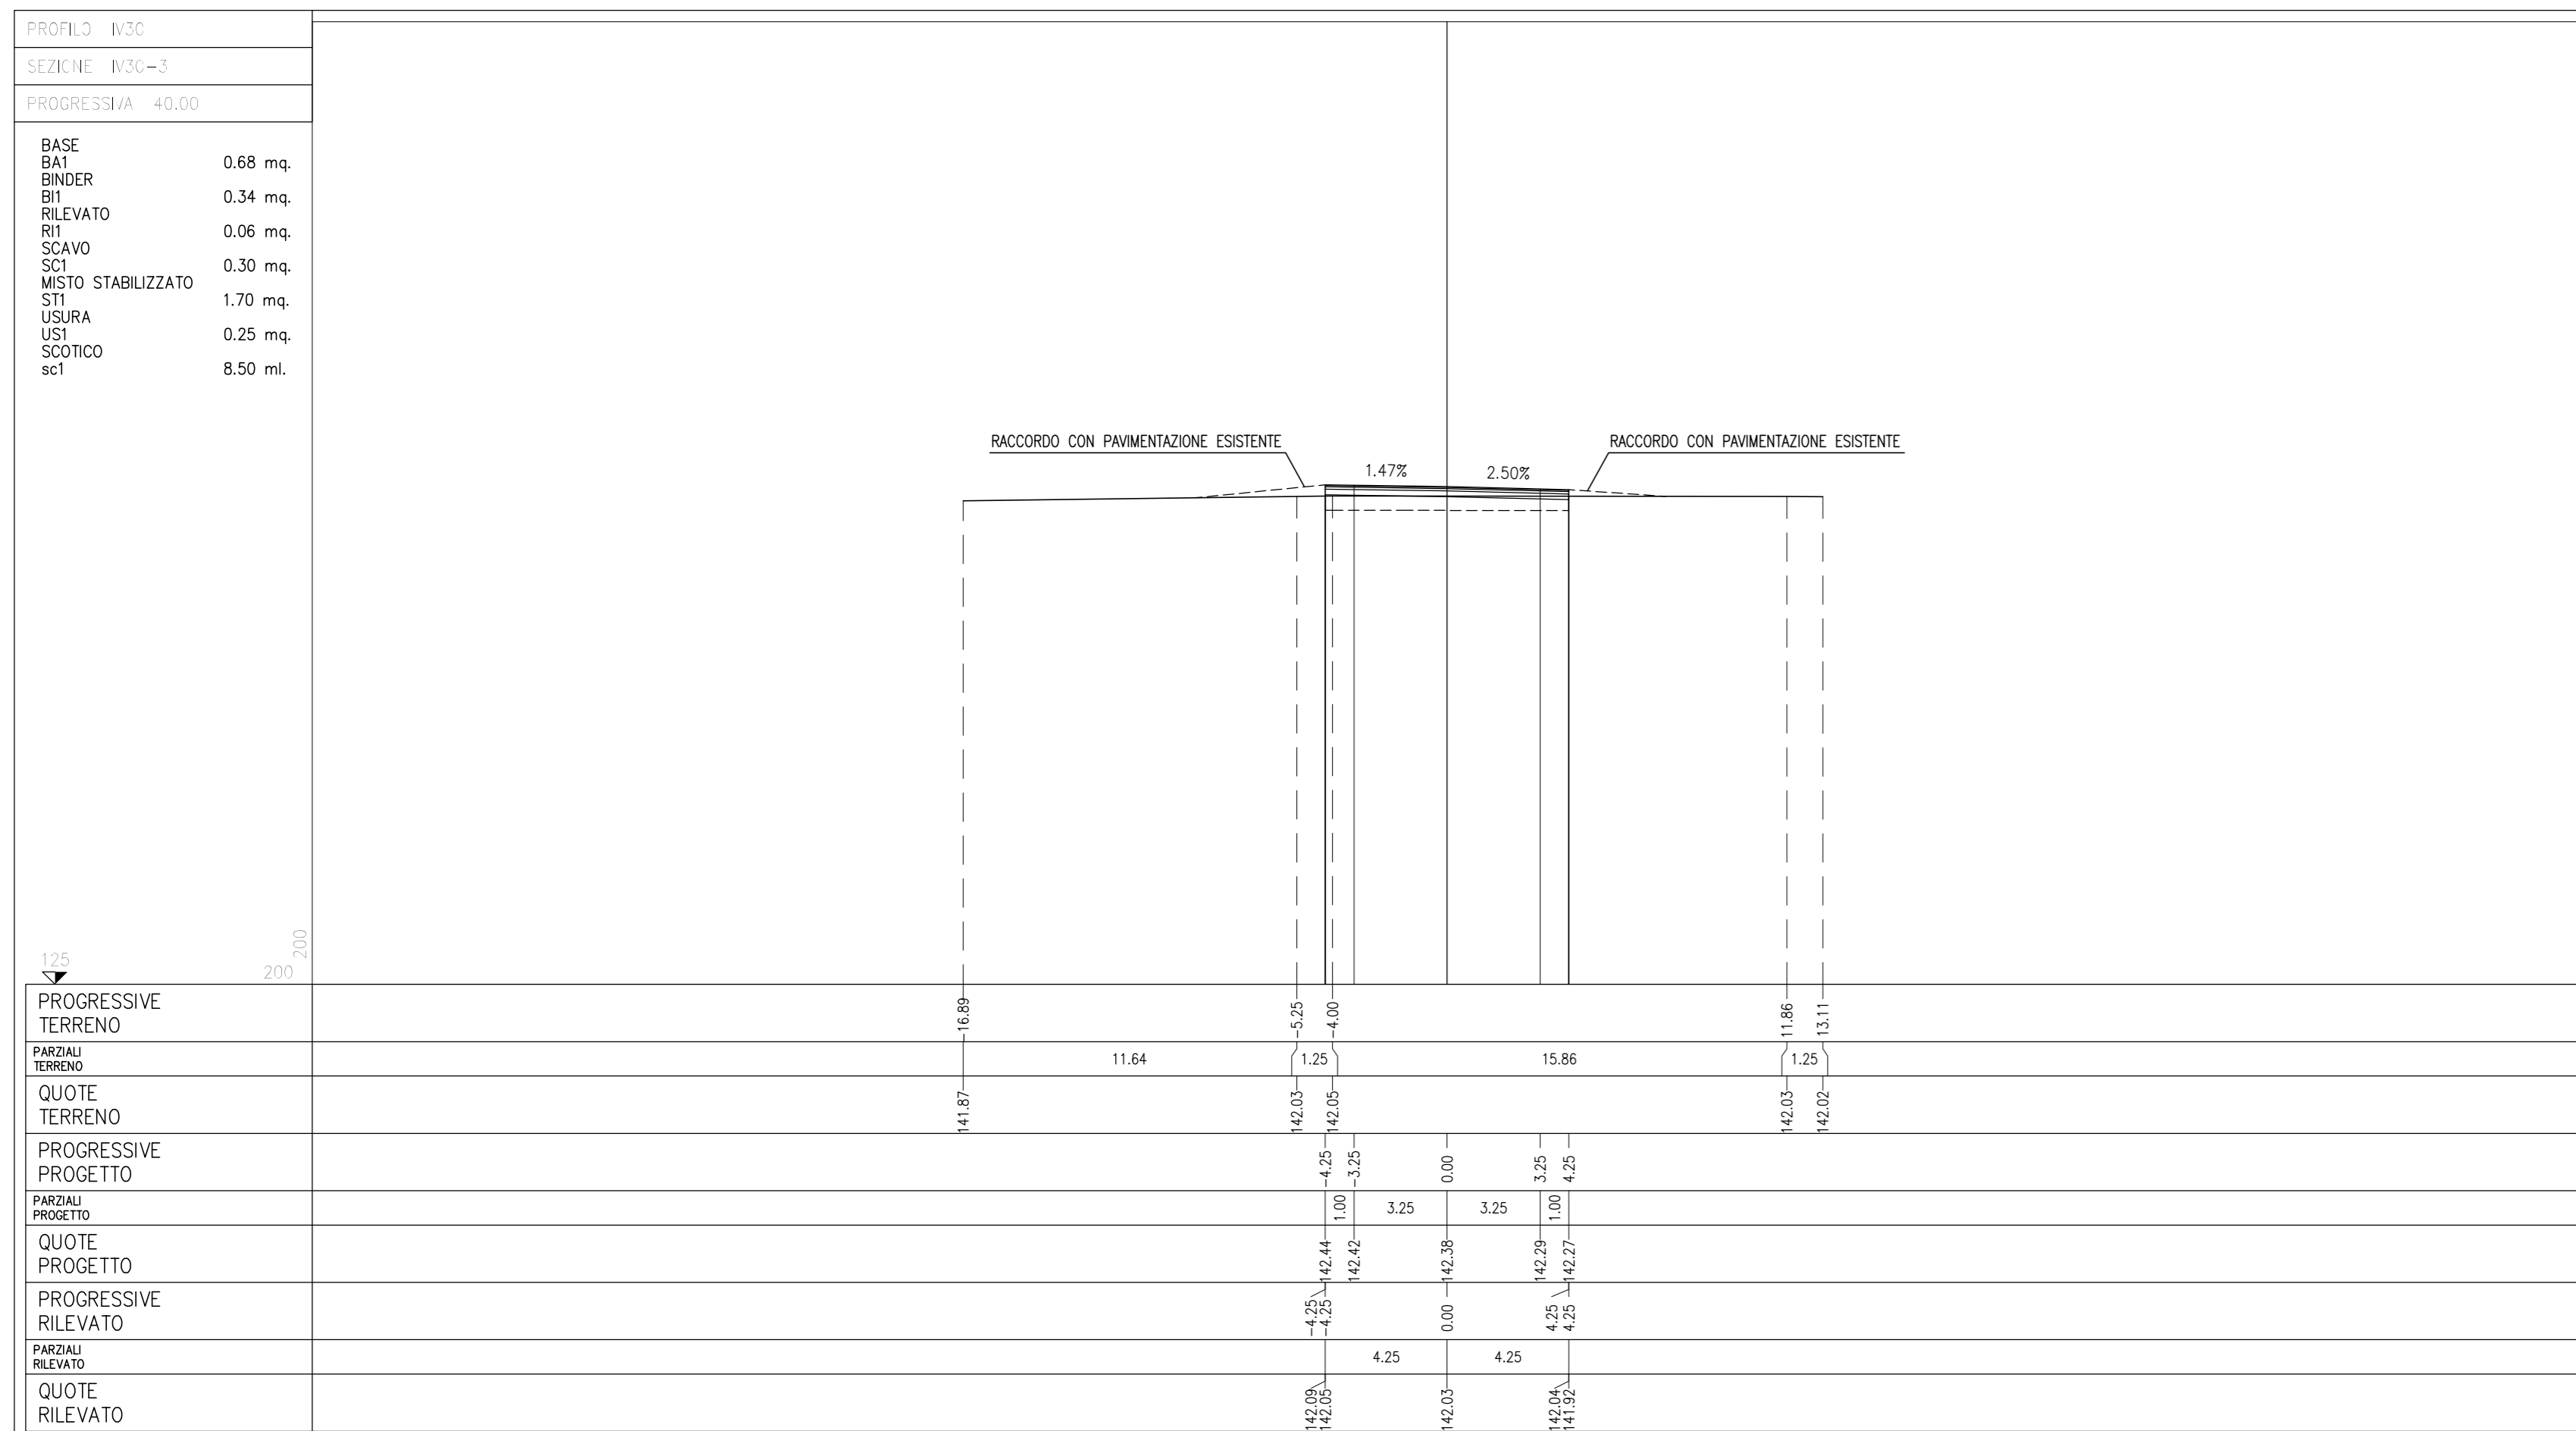 PROFILO IV30
SEZIONE IV30-3
PROGRESSIVA 40.00
BASE
BA1 0.68 mq.
BINDER
BI1 0.34 mq.
RILEVATO
RI1 0.06 mq.
SCAVO
SC1 0.30 mq.
MISTO STABILIZZATO
ST1 1.70 mq.
USURA
US1 0.25 mq.
SCOTICO
sc1 8.50 ml.
RACCORDO CON PAVIMENTAZIONE ESISTENTE
RACCORDO CON PAVIMENTAZIONE ESISTENTE
1.47% 2.50%
125
200
200
PROGRESSIVE
TERRENO
-16.89 -5.25 -4.00 11.86 13.11
PARZIALI
TERRENO
11.64 1.25 15.86 1.25
QUOTE
TERRENO
141.87 142.03 142.05 142.03 142.02
PROGRESSIVE
PROGETTO
-4.25 -3.25 0.00 3.25 4.25
PARZIALI
PROGETTO
1.00 3.25 3.25 1.00
QUOTE
PROGETTO
142.44 142.42 142.38 142.29 142.27
PROGRESSIVE
RILEVATO
-4.25 -4.25 0.00 4.25 4.25
PARZIALI
RILEVATO
4.25 4.25
QUOTE
RILEVATO
142.09 142.05 142.03 142.04 141.92